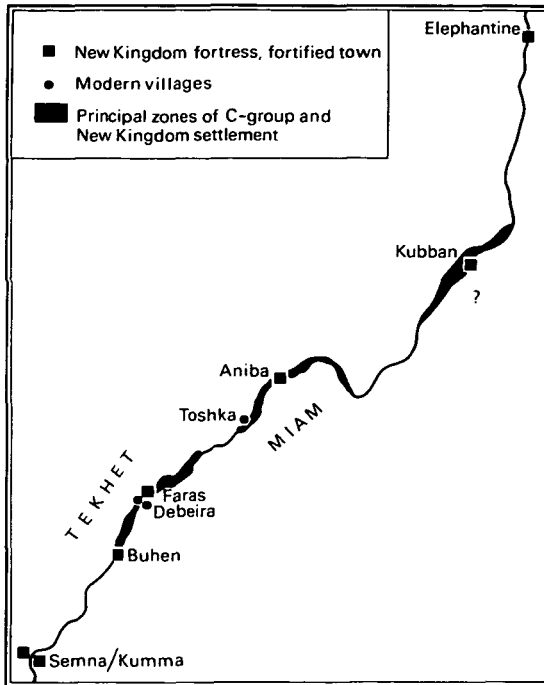 New Kingdom fortress, fortified town
Modern villages
Principal zones of C-group and
New Kingdom settlement
Elephantine
Kubban
?
Aniba
Toshka
MIAM
TEKHET
Faras
Debeira
Buhen
Semna/Kumma